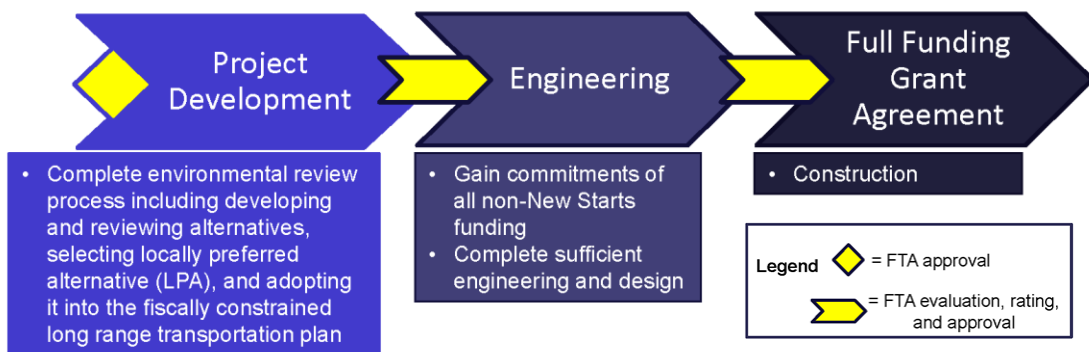 Project
Development
Engineering
Full Funding
Grant
Agreement
• Complete environmental review
process including developing
and reviewing alternatives,
selecting locally preferred
alternative (LPA), and adopting
it into the fiscally constrained
long range transportation plan
• Gain commitments of
all non-New Starts
funding
• Complete sufficient
engineering and design
• Construction
Legend
= FTA approval
= FTA evaluation, rating,
and approval